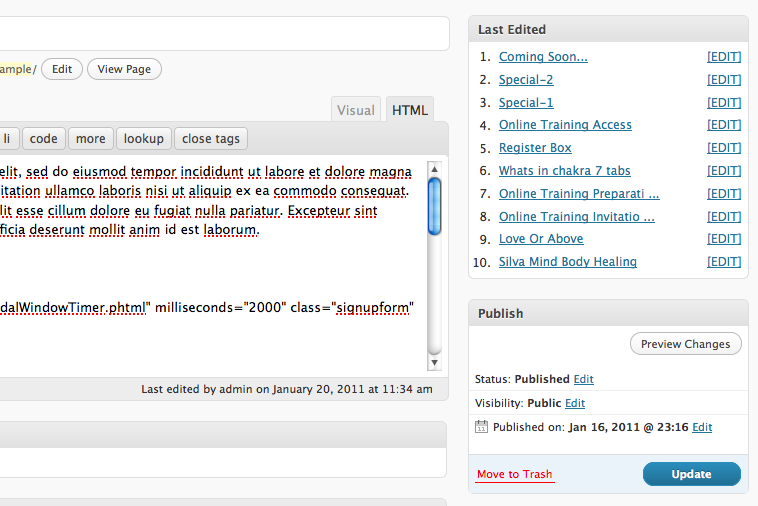 ample/ Edit View Page
Visual HTML
li code more lookup close tags
elit, sed do eiusmod tempor incididunt ut labore et dolore magna
itation ullamco laboris nisi ut aliquip ex ea commodo consequat.
lit esse cillum dolore eu fugiat nulla pariatur. Excepteur sint
ficia deserunt mollit anim id est laborum.
dalWindowTimer.phtml" milliseconds="2000" class="signupform"
Last edited by admin on January 20, 2011 at 11:34 am
Last Edited
1. Coming Soon... [EDIT]
2. Special-2 [EDIT]
3. Special-1 [EDIT]
4. Online Training Access [EDIT]
5. Register Box [EDIT]
6. Whats in chakra 7 tabs [EDIT]
7. Online Training Preparati ... [EDIT]
8. Online Training Invitatio ... [EDIT]
9. Love Or Above [EDIT]
10. Silva Mind Body Healing [EDIT]
Publish
Preview Changes
Status: Published Edit
Visibility: Public Edit
11 Published on: Jan 16, 2011 @ 23:16 Edit
Move to Trash Update